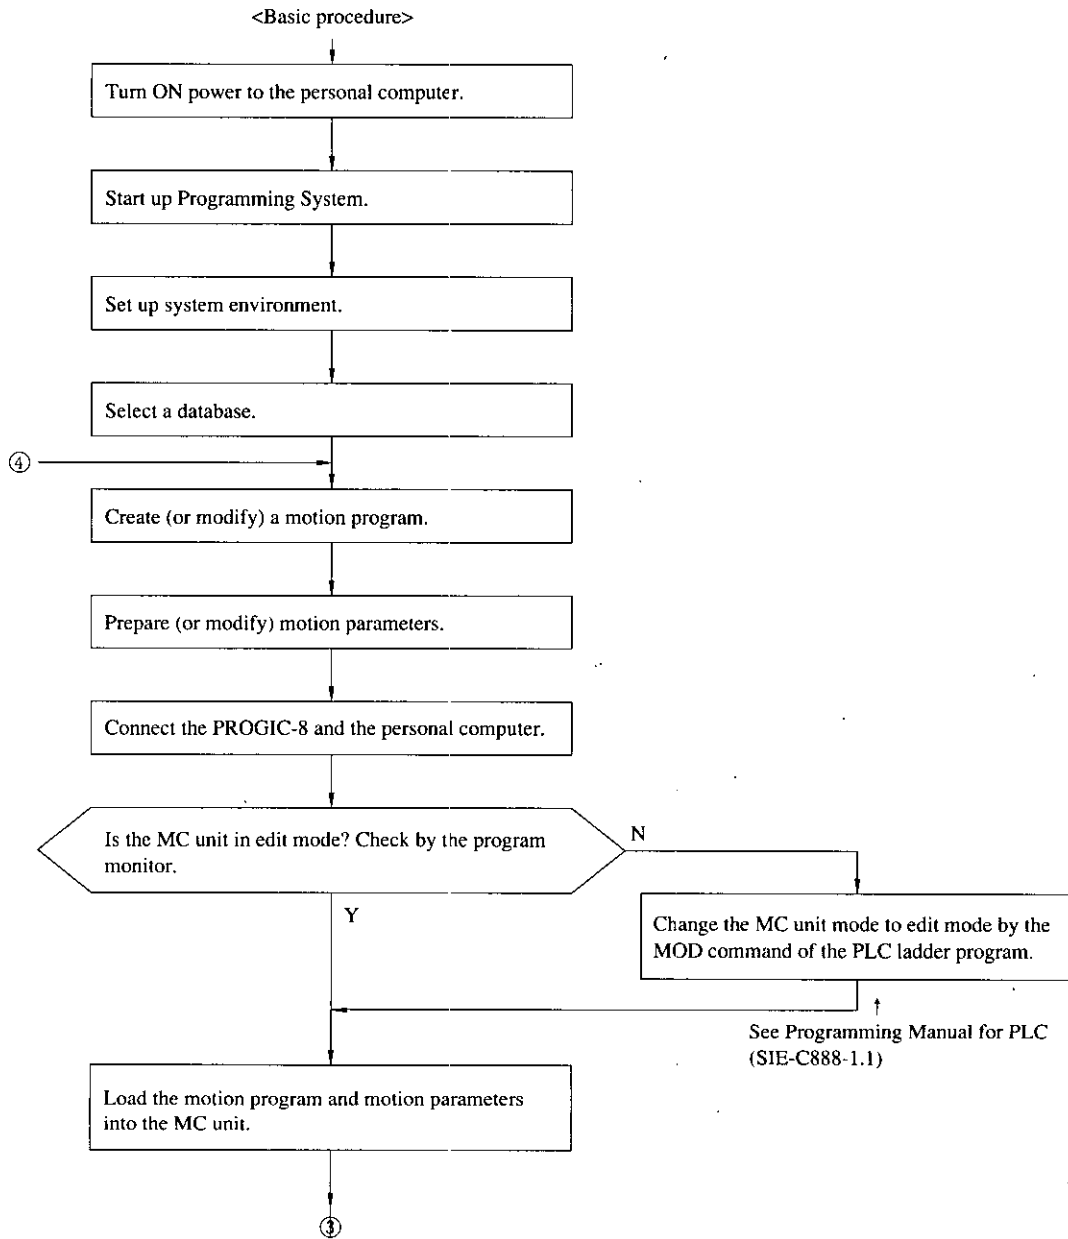 <Basic procedure>
Turn ON power to the personal computer.
Start up Programming System.
Set up system environment.
Select a database.
④
Create (or modify) a motion program.
Prepare (or modify) motion parameters.
Connect the PROGIC-8 and the personal computer.
Is the MC unit in edit mode? Check by the program
monitor.
N
Y
Change the MC unit mode to edit mode by the
MOD command of the PLC ladder program.
See Programming Manual for PLC
(SIE-C888-1.1)
Load the motion program and motion parameters
into the MC unit.
③